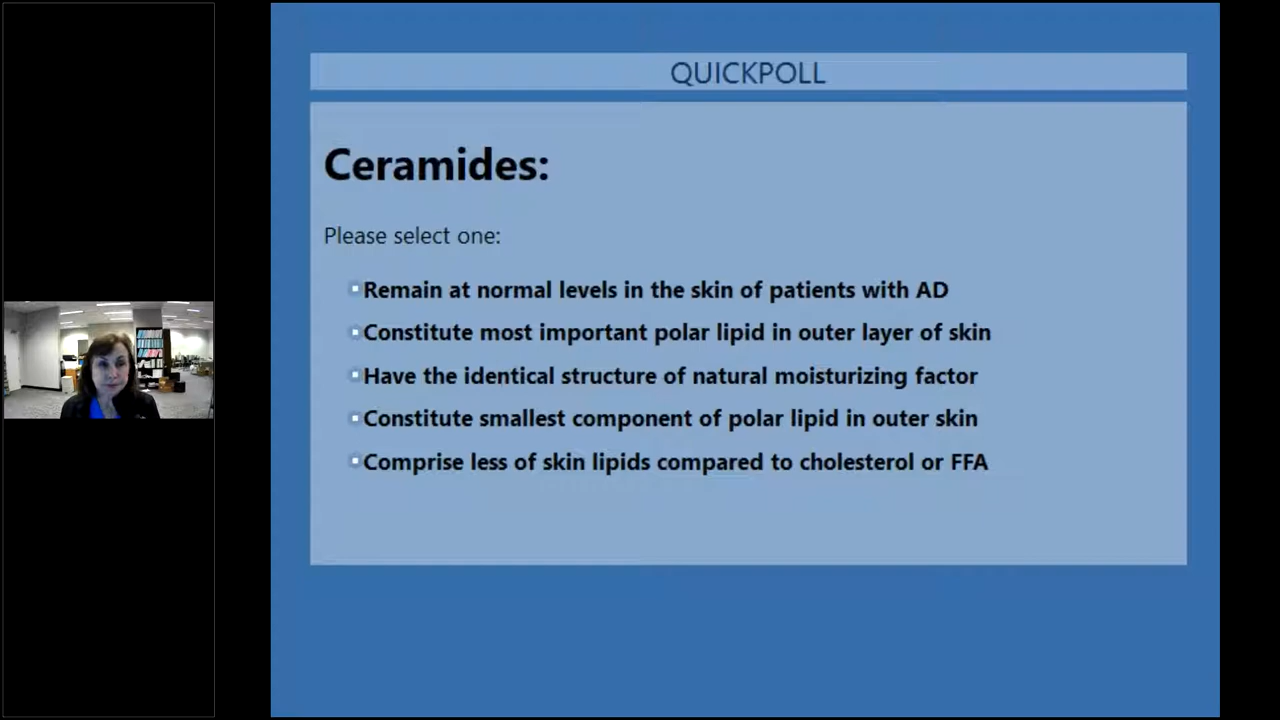 QUICKPOLL
Ceramides:
Please select one:
Remain at normal levels in the skin of patients with AD
Constitute most important polar lipid in outer layer of skin
Have the identical structure of natural moisturizing factor
Constitute smallest component of polar lipid in outer skin
Comprise less of skin lipids compared to cholesterol or FFA